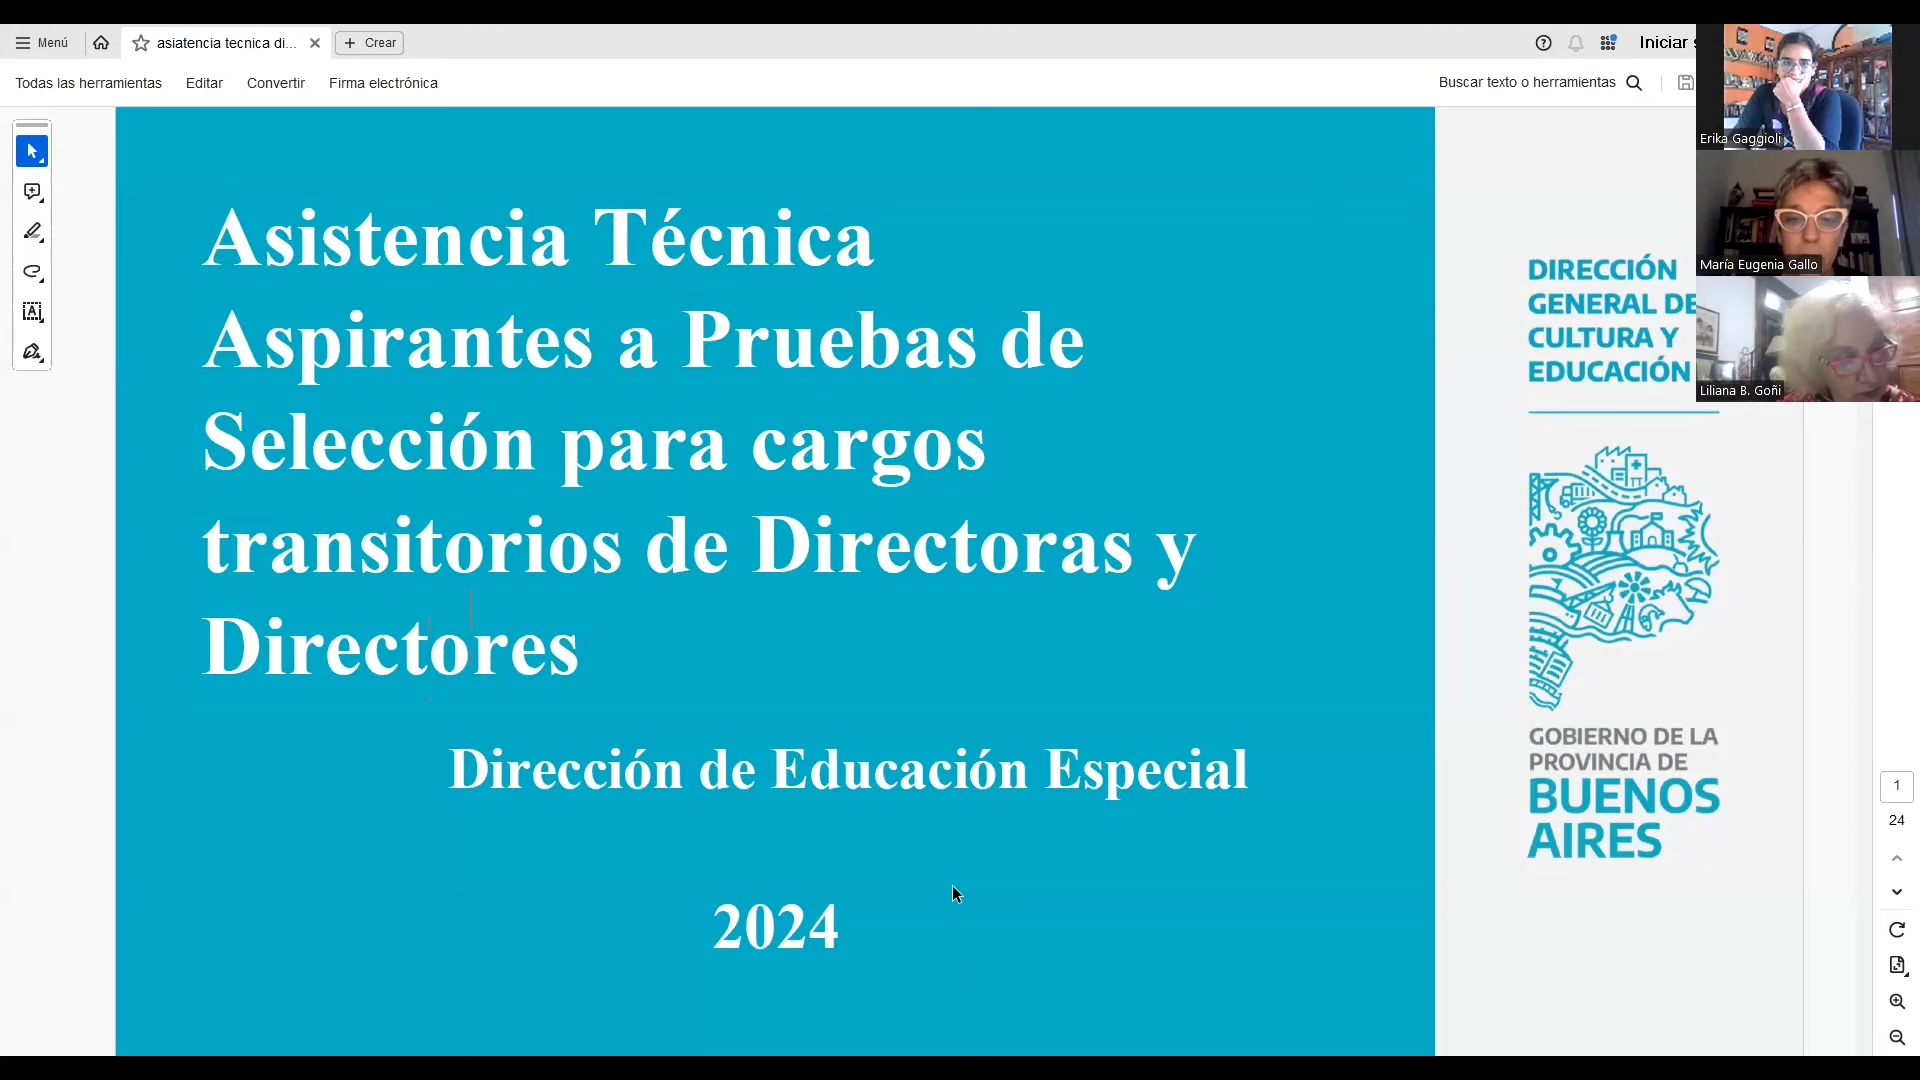 Menú
asiatencia tecnica di...
Crear
Iniciar s
Todas las herramientas
Editar
Convertir
Firma electrónica
Buscar texto o herramientas
Asistencia Técnica
Aspirantes a Pruebas de
Selección para cargos
transitorios de Directoras y
Directores
Dirección de Educación Especial
2024
DIRECCIÓN
GENERAL DE
CULTURA Y
EDUCACIÓN
GOBIERNO DE LA
PROVINCIA DE
BUENOS
AIRES
Erika Gaggioli
María Eugenia Gallo
Liliana B. Goñi
1
24